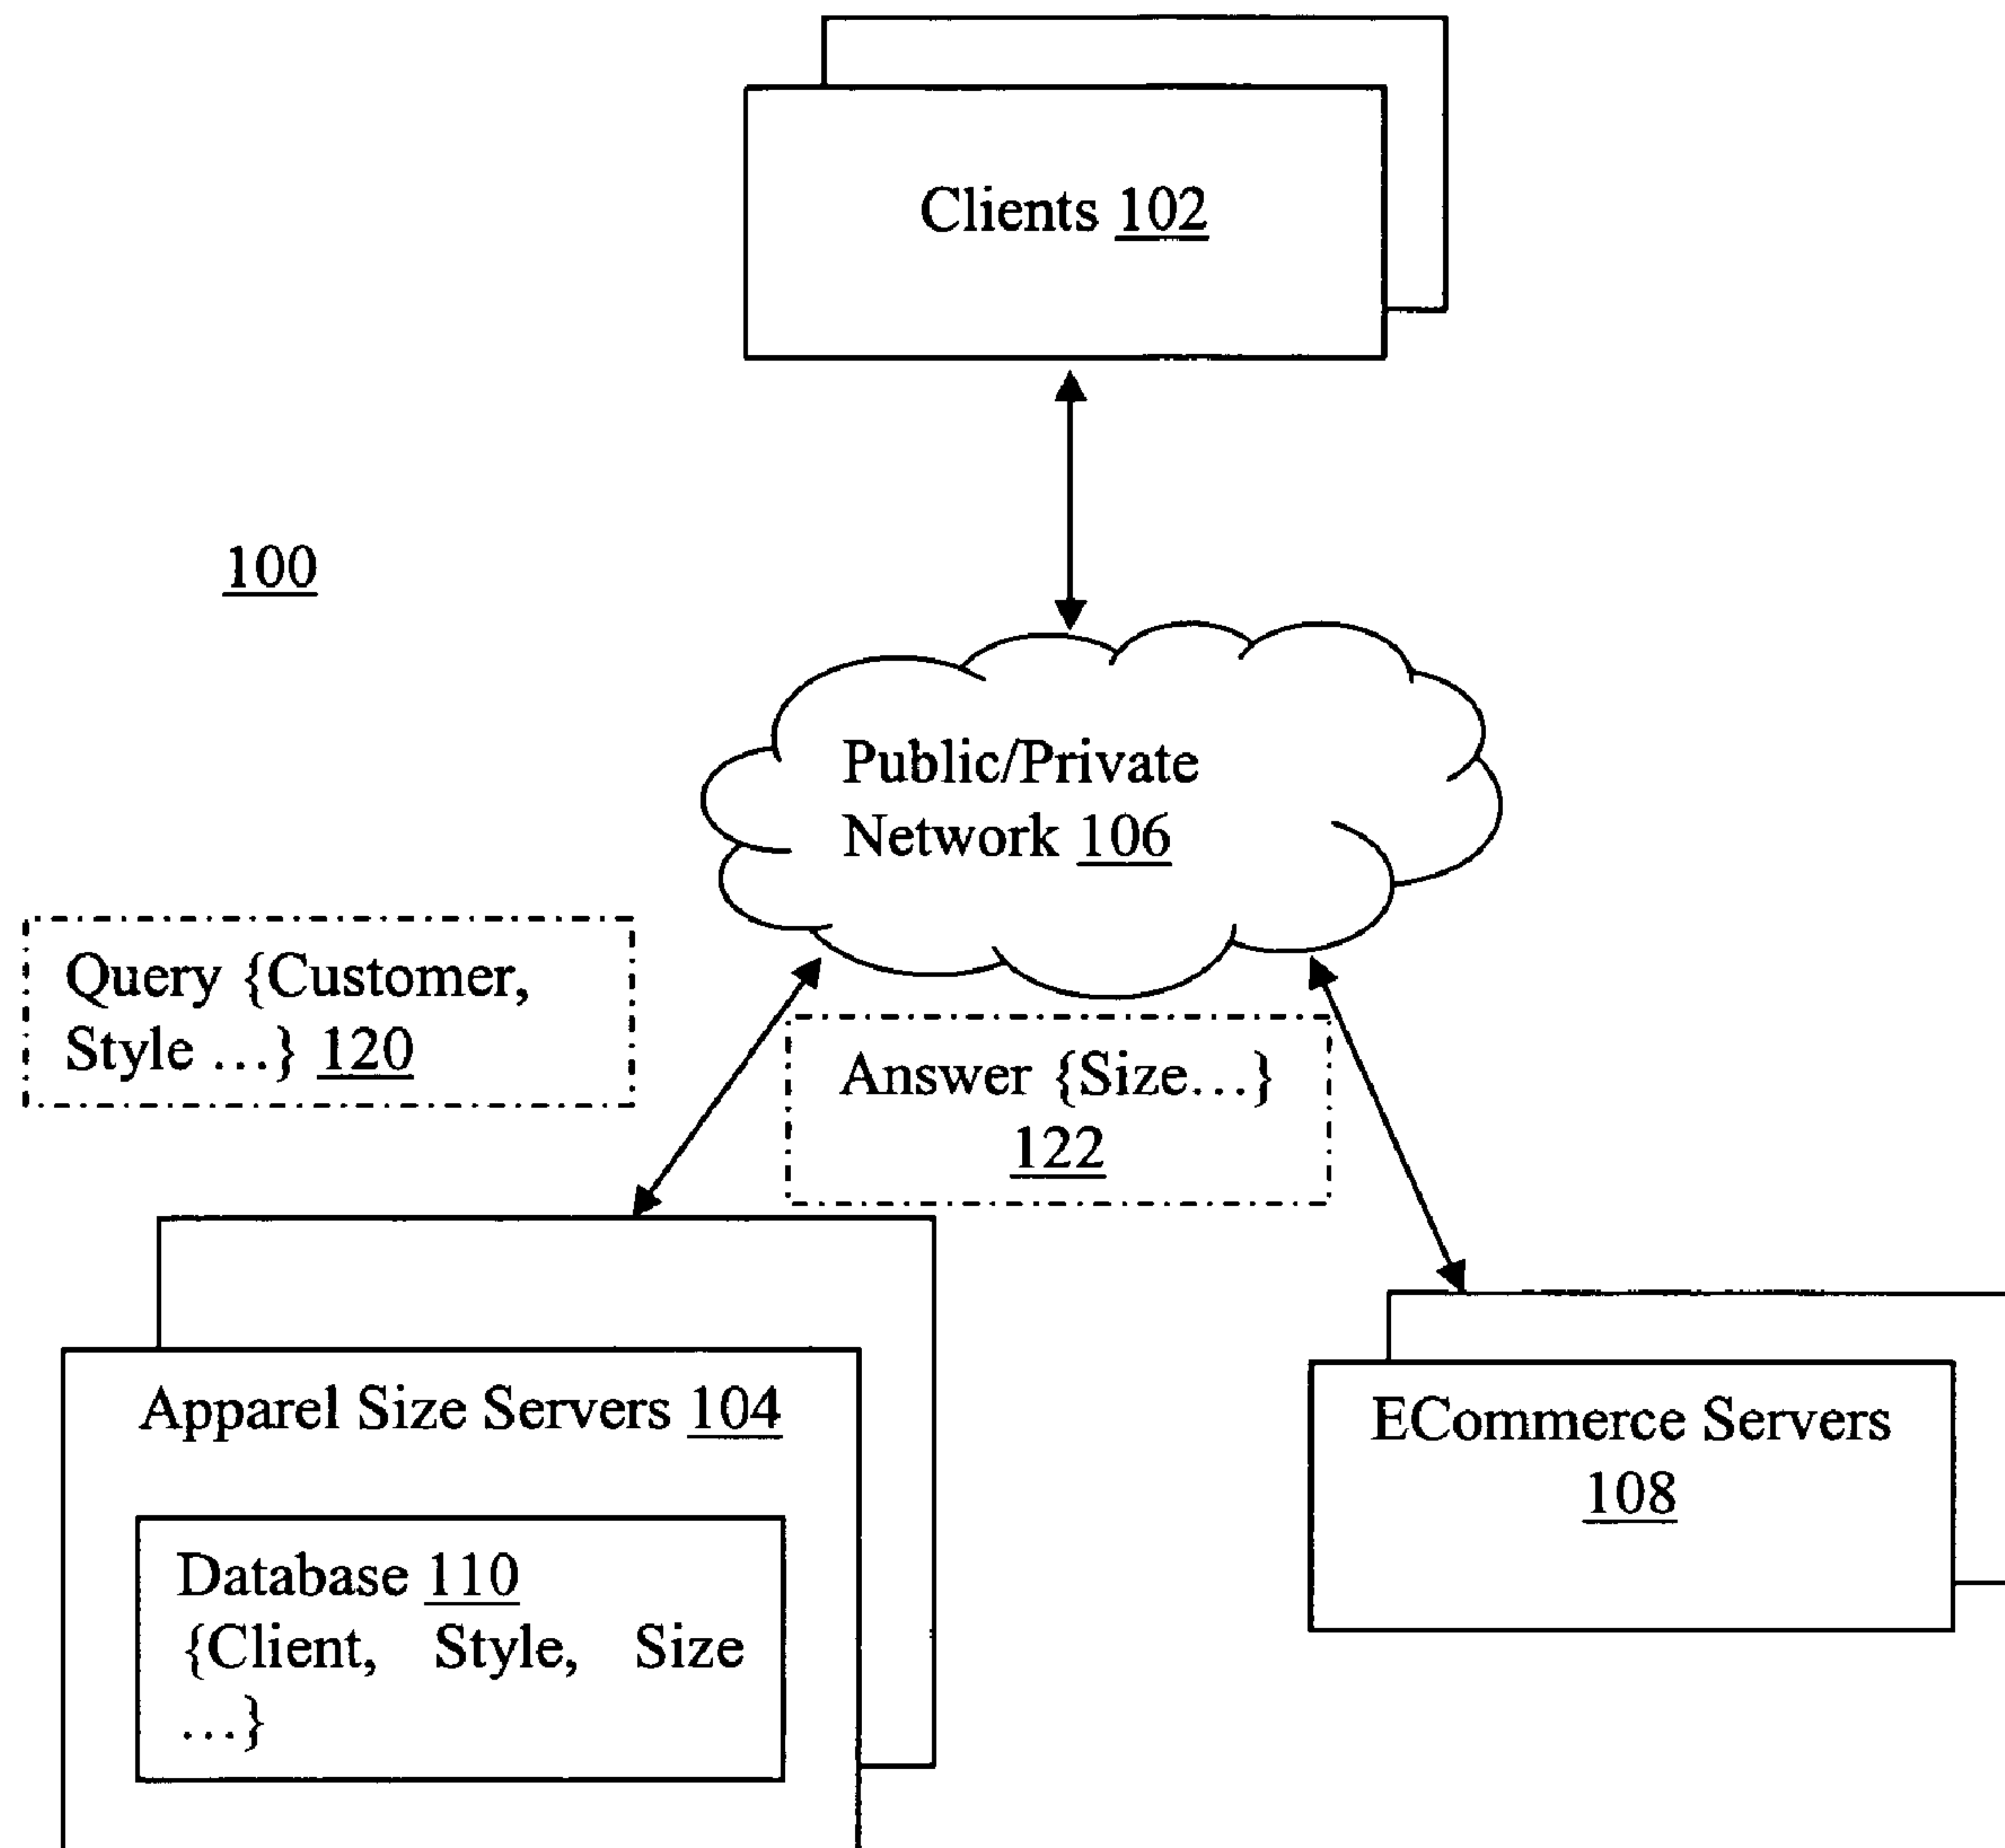 Clients 102
100
Public/Private
Network 106
Query {Customer,
Style ...} 120
Answer {Size...}
122
Apparel Size Servers 104
Database 110
{Client, Style, Size
...}
ECommerce Servers
108